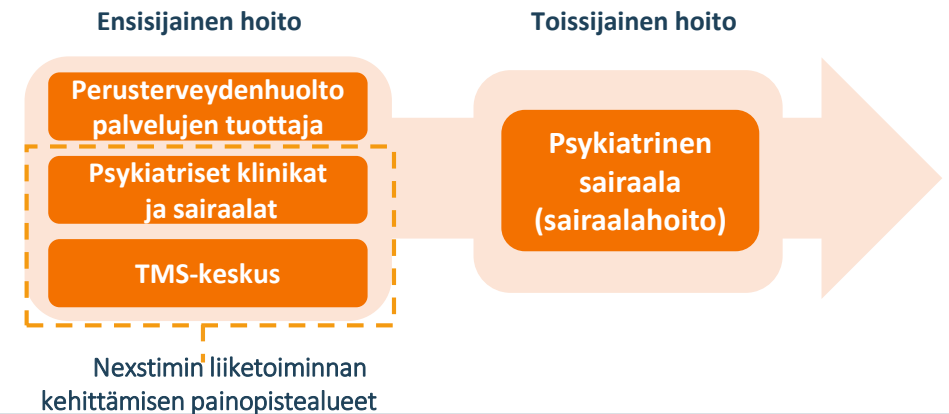 Ensisijainen hoito
Toissijainen hoito
Perusterveydenhuolto
palvelujen tuottaja
Psykiatriset klinikat
ja sairaalat
TMS-keskus
Psykiatrinen
sairaala
(sairaalahoito)
Nexstimin liiketoiminnan
kehittämisen painopistealueet